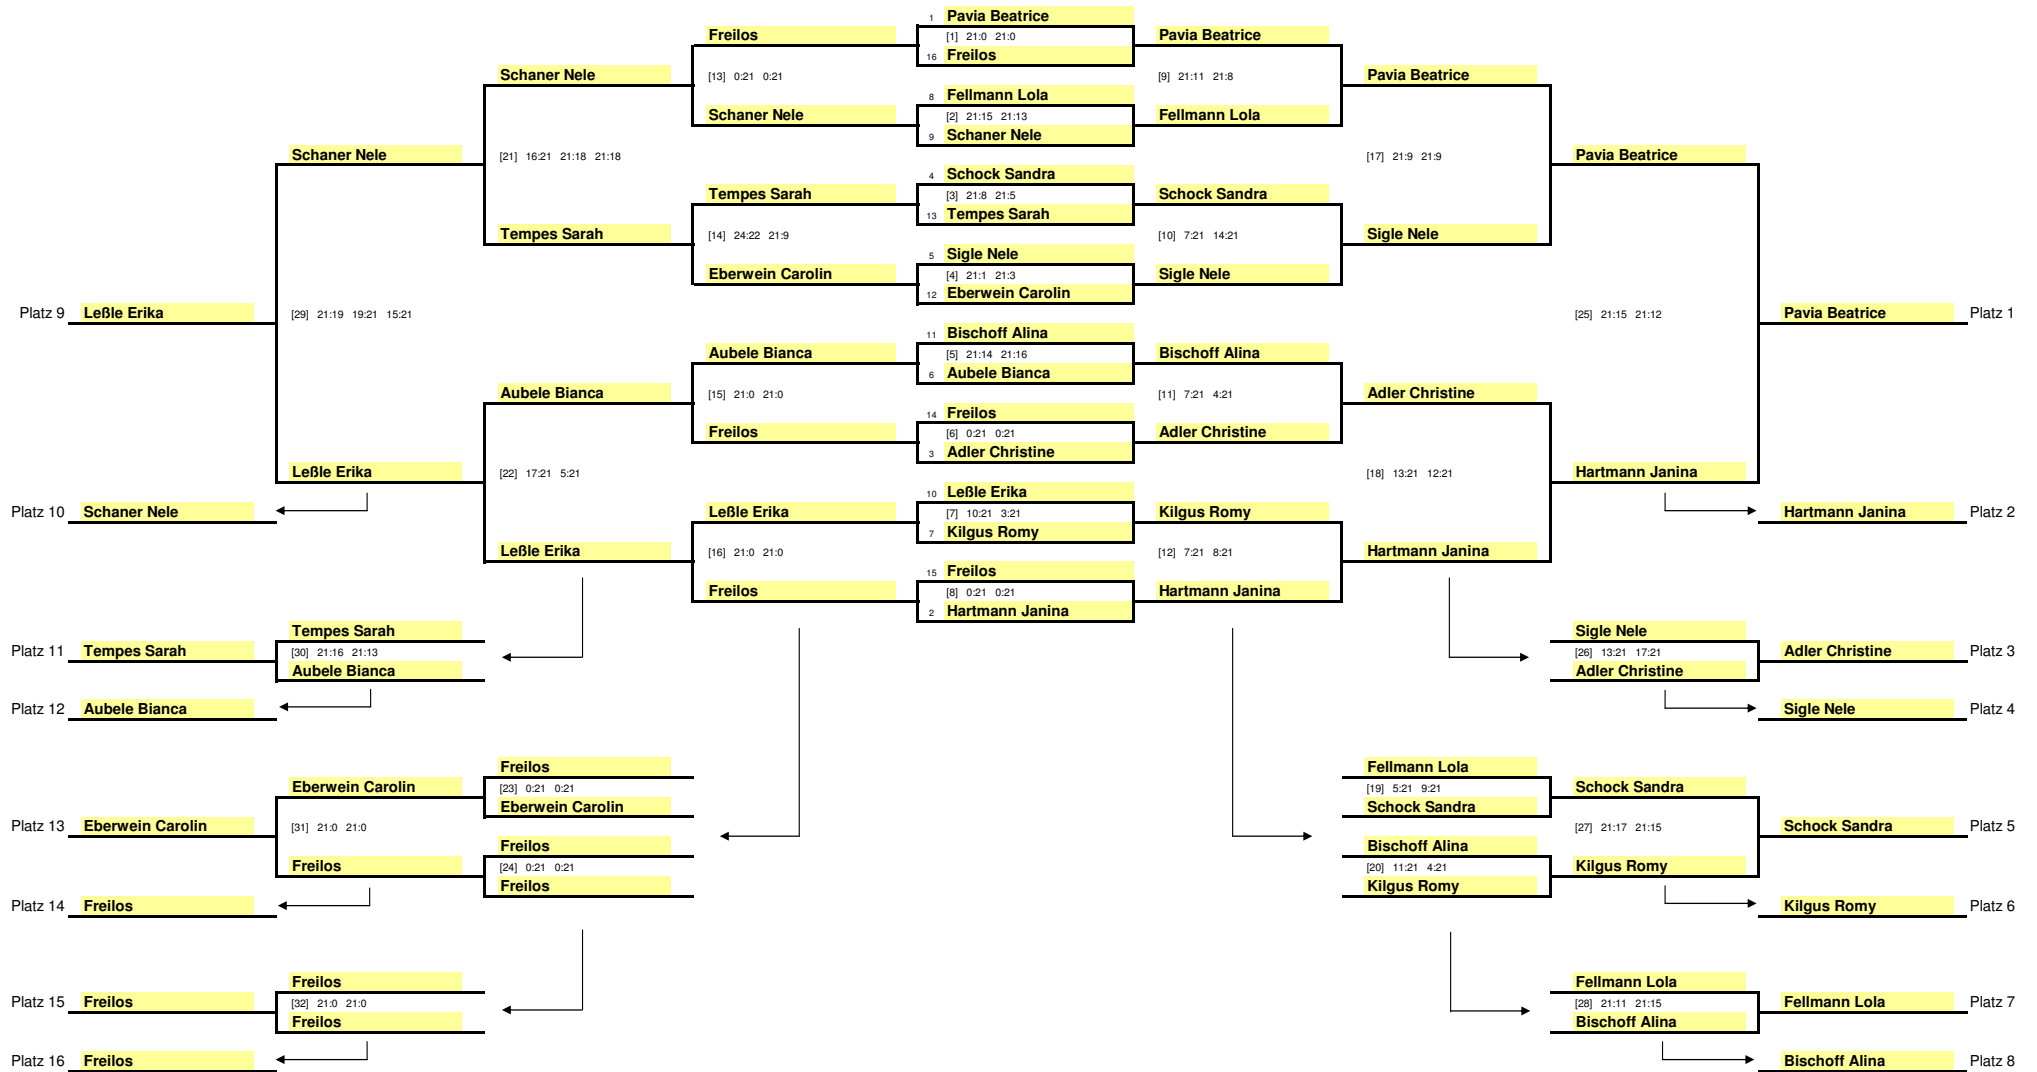 1 Pavia Beatrice
Freilos [1] 21:0 21:0 Pavia Beatrice
16 Freilos
Schaner Nele [13] 0:21 0:21 [9] 21:11 21:8 Pavia Beatrice
8 Fellmann Lola
Schaner Nele [2] 21:15 21:13 Fellmann Lola
9 Schaner Nele
Schaner Nele [21] 16:21 21:18 21:18 [17] 21:9 21:9 Pavia Beatrice
4 Schock Sandra
Tempes Sarah [3] 21:8 21:5 Schock Sandra
13 Tempes Sarah
Tempes Sarah [14] 24:22 21:9 [10] 7:21 14:21 Sigle Nele
5 Sigle Nele
Eberwein Carolin [4] 21:1 21:3 Sigle Nele
12 Eberwein Carolin
Platz 9 Leßle Erika [29] 21:19 19:21 15:21 [25] 21:15 21:12 Pavia Beatrice Platz 1
11 Bischoff Alina
Aubele Bianca [5] 21:14 21:16 Bischoff Alina
6 Aubele Bianca
Aubele Bianca [15] 21:0 21:0 [11] 7:21 4:21 Adler Christine
14 Freilos
Freilos [6] 0:21 0:21 Adler Christine
3 Adler Christine
Leßle Erika [22] 17:21 5:21 [18] 13:21 12:21 Hartmann Janina
10 Leßle Erika
Platz 10 Schaner Nele Leßle Erika [7] 10:21 3:21 Kilgus Romy Hartmann Janina Platz 2
7 Kilgus Romy
Leßle Erika [16] 21:0 21:0 [12] 7:21 8:21 Hartmann Janina
15 Freilos
Freilos [8] 0:21 0:21 Hartmann Janina
2 Hartmann Janina
Tempes Sarah Sigle Nele
Platz 11 Tempes Sarah [30] 21:16 21:13 [26] 13:21 17:21 Adler Christine Platz 3
Aubele Bianca Adler Christine
Platz 12 Aubele Bianca Sigle Nele Platz 4
Freilos Fellmann Lola
Eberwein Carolin [23] 0:21 0:21 [19] 5:21 9:21 Schock Sandra
Eberwein Carolin Schock Sandra
Platz 13 Eberwein Carolin [31] 21:0 21:0 [27] 21:17 21:15 Schock Sandra Platz 5
Freilos Bischoff Alina
Freilos [24] 0:21 0:21 [20] 11:21 4:21 Kilgus Romy
Freilos Kilgus Romy
Platz 14 Freilos Kilgus Romy Platz 6
Freilos Fellmann Lola
Platz 15 Freilos [32] 21:0 21:0 [28] 21:11 21:15 Fellmann Lola Platz 7
Freilos Bischoff Alina
Platz 16 Freilos Bischoff Alina Platz 8